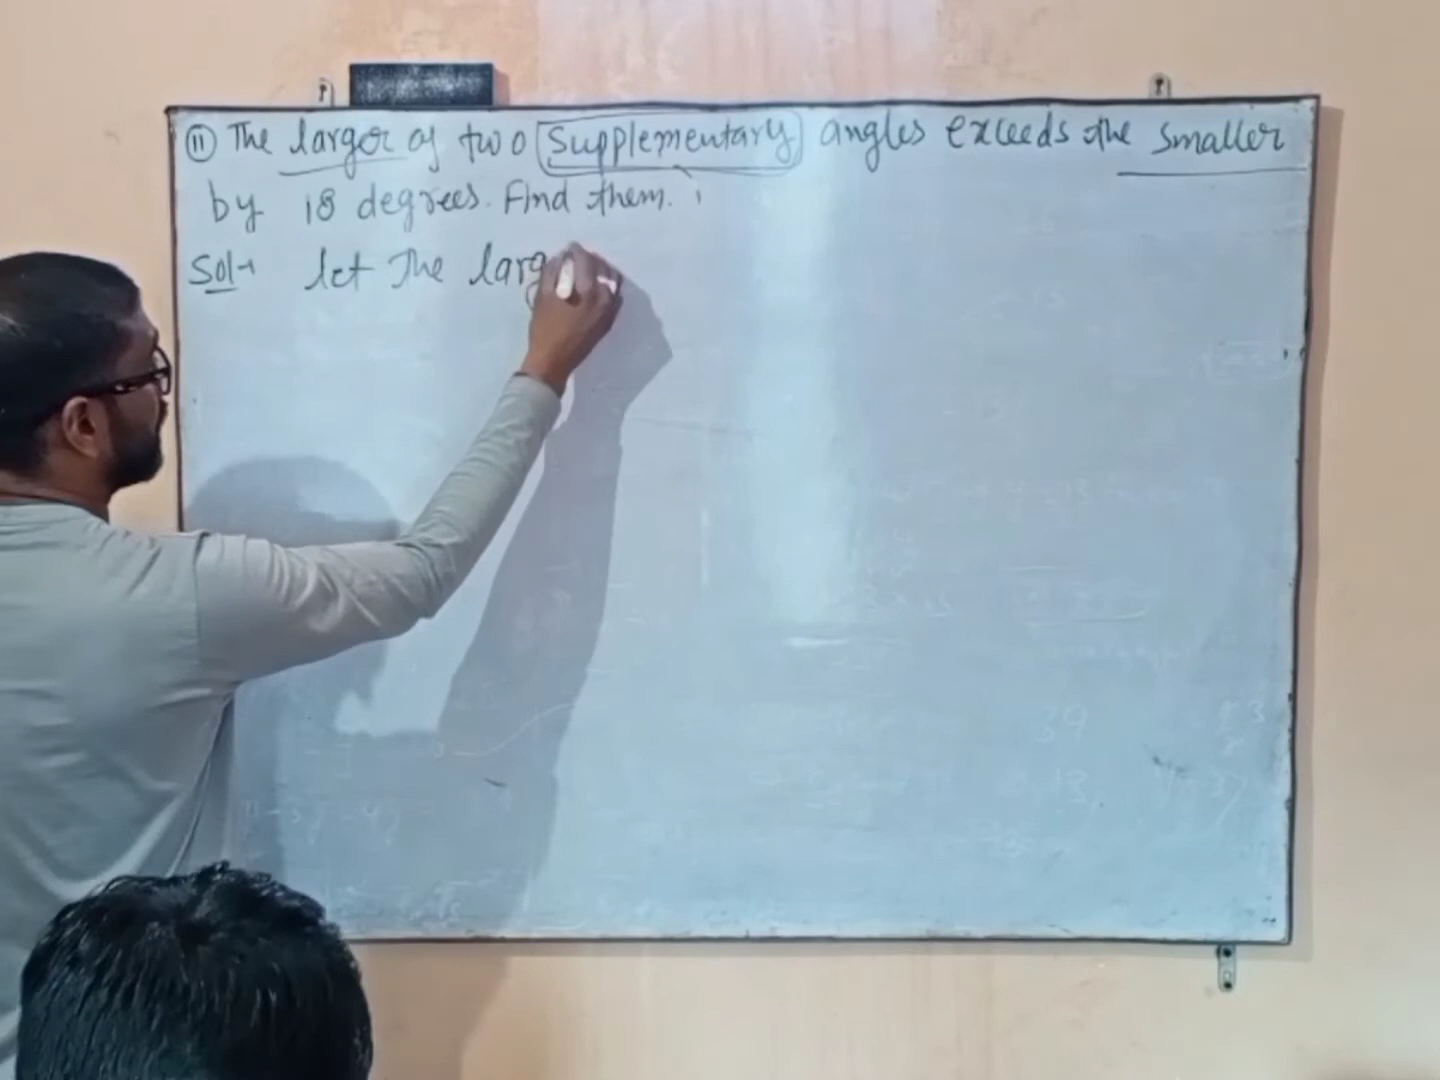 (11) The larger of two Supplementary angles exceeds the smaller
by 18 degrees. Find them.
Sol→ let The larg